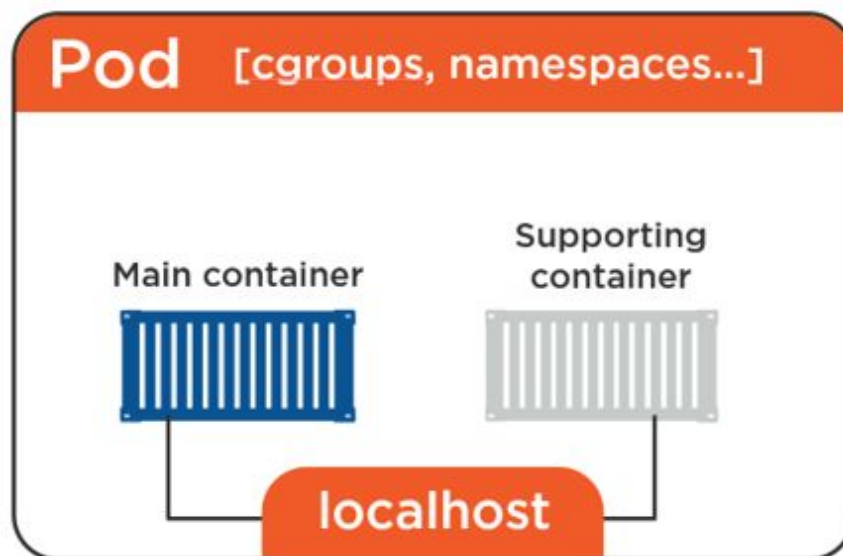 Pod [cgroups, namespaces...]
Main container
Supporting
container
localhost